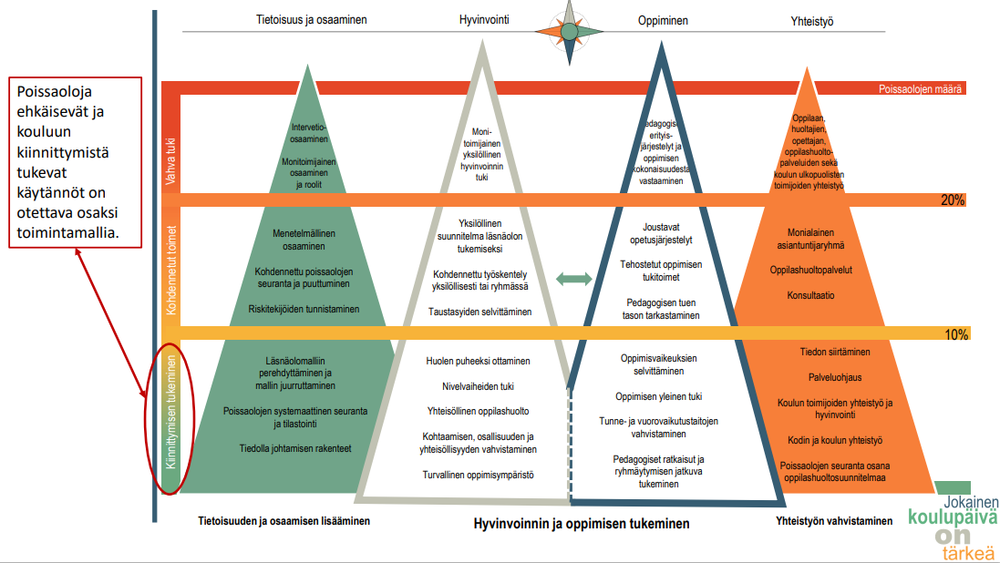 Tietoisuus ja osaaminen
Hyvinvointi
Oppiminen
Yhteistyö
Poissaoloja
ehkäisevät ja
kouluun
kiinnittymistä
tukevat
käytännöt on
otettava osaksi
toimintamallia.
Poissaolojen määrä
Vahva tuki
Intervetio-
osaaminen
Monitoimijainen
osaaminen
ja roolit
Moni-
toimijainen
yksilöllinen
hyvinvoinnin
tuki
edagogis
erityis-
järjestelyt ja
oppimisen
kokonaisuudesta
vastaaminen
Oppilaan,
huoltajien,
opettajan,
oppilashuolto-
palveluiden sekä
koulun ulkopuolisten
toimijoiden yhteistyö
20%
Kohdennetut toimet
Menetelmällinen
osaaminen
Kohdennettu poissaolojen
seuranta ja puuttuminen
Riskitekijöiden tunnistaminen
Yksilöllinen
suunnitelma läsnäolon
tukemiseksi
Kohdennettu työskentely
yksilöllisesti tai ryhmässä
Taustasyiden selvittäminen
Joustavat
opetusjärjestelyt
Tehostetut oppimisen
tukitoimet
Pedagogisen tuen
tason tarkastaminen
Monialainen
asiantuntijaryhmä
Oppilashuoltopalvelut
Konsultaatio
10%
Kiinnittymisen tukeminen
Läsnäolomalliin
perehdyttäminen ja
mallin juurruttaminen
Poissaolojen systemaattinen seuranta
ja tilastointi
Tiedolla johtamisen rakenteet
Huolen puheeksi ottaminen
Nivelvaiheiden tuki
Yhteisöllinen oppilashuolto
Kohtaamisen, osallisuuden ja
yhteisöllisyyden vahvistaminen
Turvallinen oppimisympäristö
Oppimisvaikeuksien
selvittäminen
Oppimisen yleinen tuki
Tunne- ja vuorovaikutustaitojen
vahvistaminen
Pedagogiset ratkaisut ja
ryhmäytymisen jatkuva
tukeminen
Tiedon siirtäminen
Palveluohjaus
Koulun toimijoiden yhteistyö ja
hyvinvointi
Kodin ja koulun yhteistyö
Poissaolojen seuranta osana
oppilashuoltosuunnitelmaa
Tietoisuuden ja osaamisen lisääminen
Hyvinvoinnin ja oppimisen tukeminen
Yhteistyön vahvistaminen
Jokainen
koulupäivä
on
tärkeä